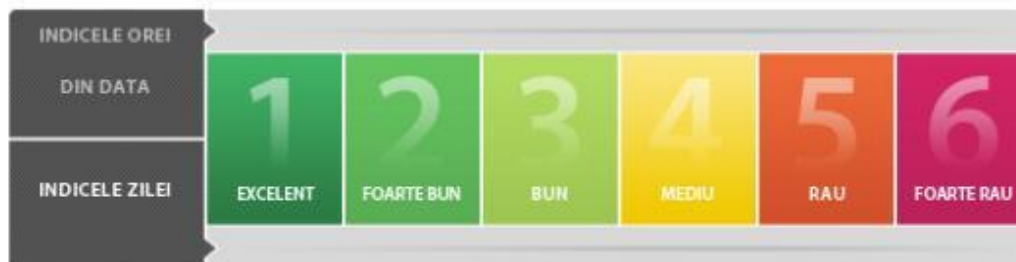 INDICELE OREI
DIN DATA
INDICELE ZILEI
1 2 3 4 5 6
EXCELENT FOARTE BUN BUN MEDIU RAU FOARTE RAU